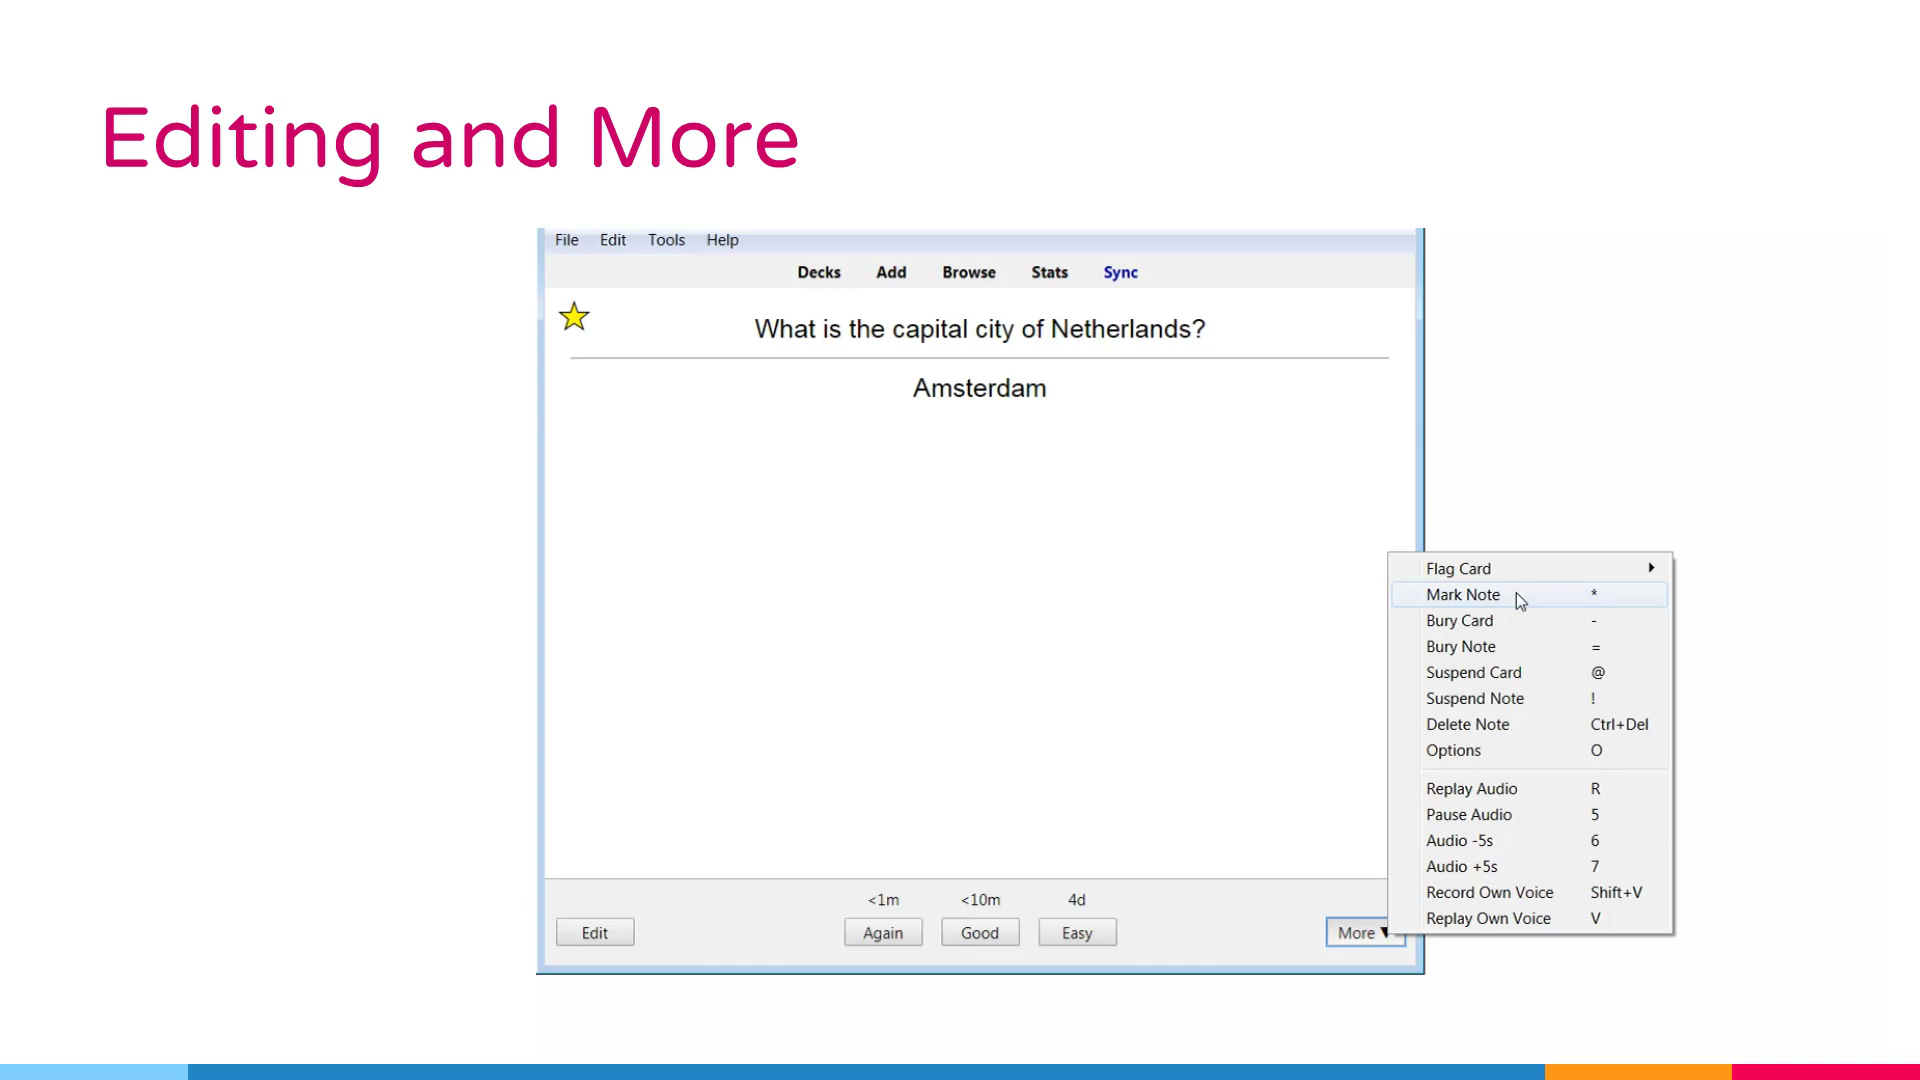 Editing and More
File Edit Tools Help
Decks Add Browse Stats Sync
What is the capital city of Netherlands?
Amsterdam
Flag Card
Mark Note *
Bury Card -
Bury Note =
Suspend Card @
Suspend Note !
Delete Note Ctrl+Del
Options O
Replay Audio R
Pause Audio 5
Audio -5s 6
Audio +5s 7
Record Own Voice Shift+V
Replay Own Voice V
<1m <10m 4d
Edit Again Good Easy More